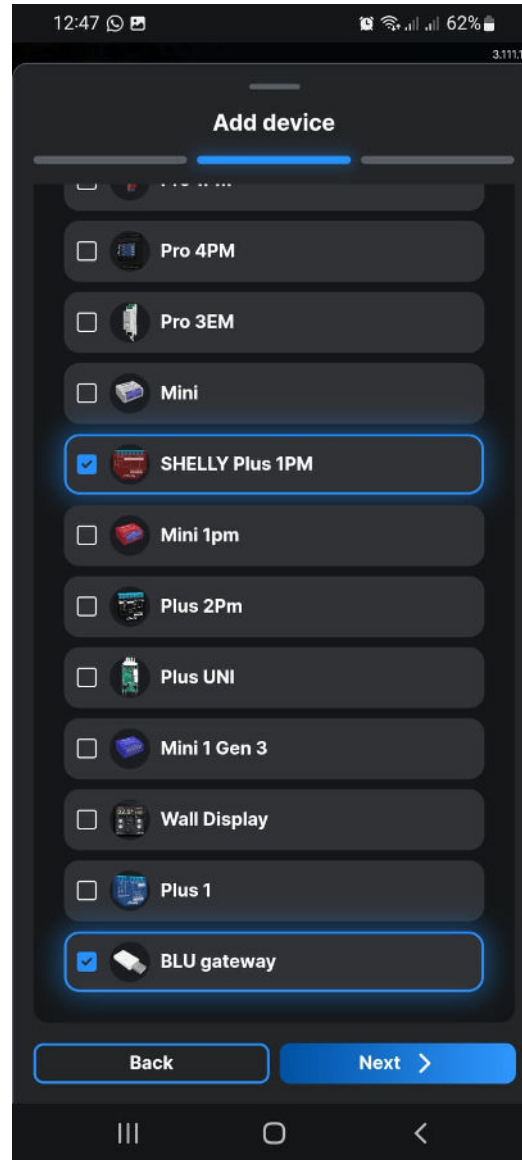 12:47 62%
3.111.1
Add device
Pro 4PM
Pro 3EM
Mini
SHELLY Plus 1PM
Mini 1pm
Plus 2Pm
Plus UNI
Mini 1 Gen 3
Wall Display
Plus 1
BLU gateway
Back Next